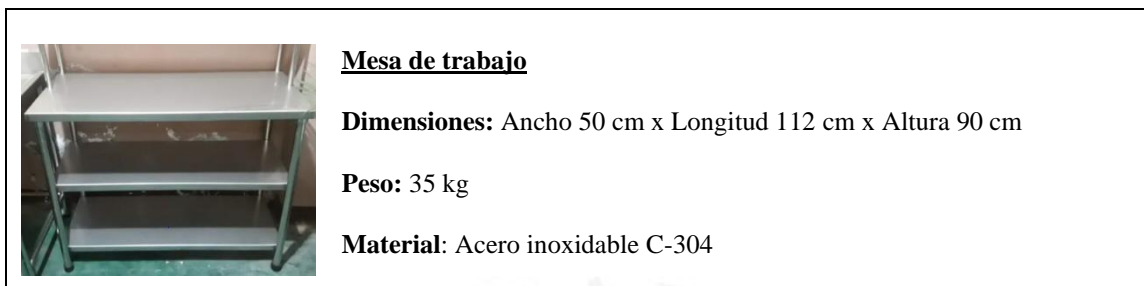 Mesa de trabajo
Dimensiones: Ancho 50 cm x Longitud 112 cm x Altura 90 cm
Peso: 35 kg
Material: Acero inoxidable C-304